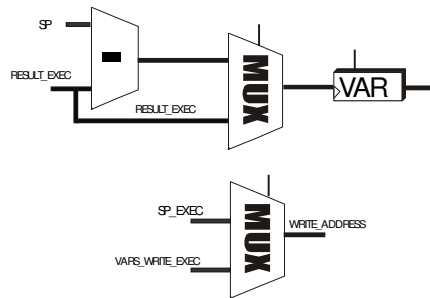 SP
RESULT_EXEC
RESULT_EXEC
MUX
VAR
SP_EXEC
VARS_WRITE_EXEC
MUX
WRITE_ADDRESS